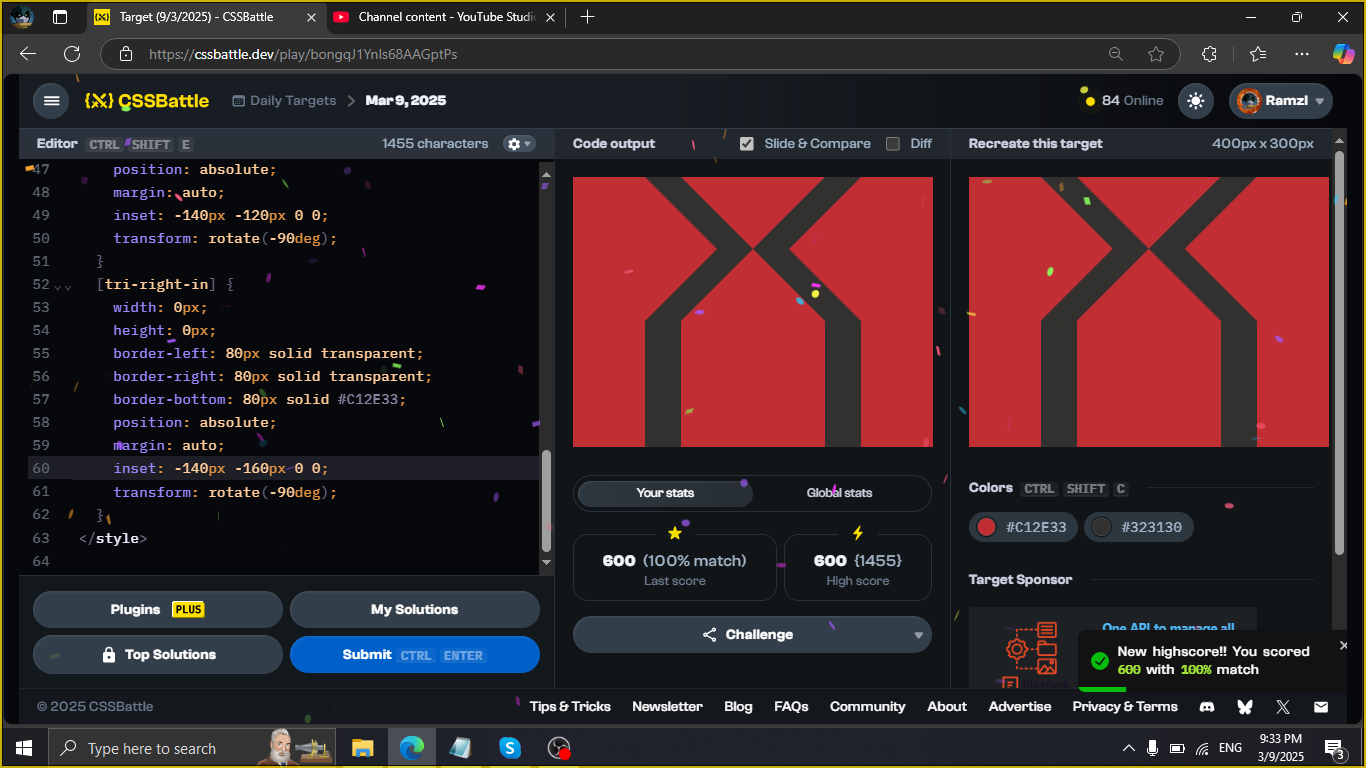 Target (9/3/2025) - CSSBattle
Channel content - YouTube Studi
https://cssbattle.dev/play/bongqJ1Ynls68AAGptPs
CSSBattle
Daily Targets
Mar 9, 2025
84 Online
Ramzl
Editor CTRL SHIFT E
1455 characters
Code output
Slide & Compare
Diff
Recreate this target
400px x 300px
47 position: absolute;
48 margin: auto;
49 inset: -140px -120px 0 0;
50 transform: rotate(-90deg);
51 }
52 [tri-right-in] {
53 width: 0px;
54 height: 0px;
55 border-left: 80px solid transparent;
56 border-right: 80px solid transparent;
57 border-bottom: 80px solid #C12E33;
58 position: absolute;
59 margin: auto;
60 inset: -140px -160px 0 0;
61 transform: rotate(-90deg);
62 }
63 </style>
64
Plugins PLUS
My Solutions
Top Solutions
Submit CTRL ENTER
Your stats
Global stats
600 (100% match)
Last score
600 {1455}
High score
Challenge
Colors CTRL SHIFT C
#C12E33
#323130
Target Sponsor
One API to manage all
New highscore!! You scored
600 with 100% match
© 2025 CSSBattle
Tips & Tricks
Newsletter
Blog
FAQs
Community
About
Advertise
Privacy & Terms
Type here to search
ENG
9:33 PM
3/9/2025
3